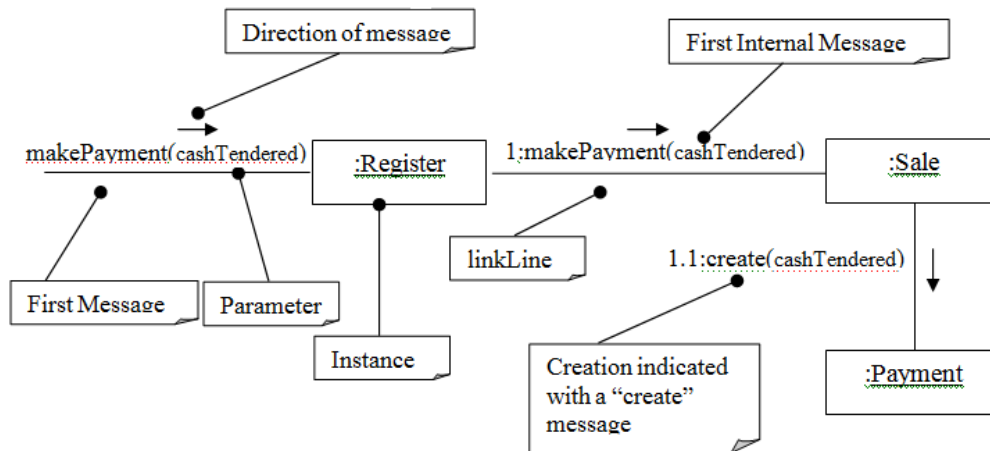 Direction of message
First Internal Message
makePayment(cashTendered)
:Register
1:makePayment(cashTendered)
:Sale
linkLine
1.1:create(cashTendered)
First Message
Parameter
Instance
Creation indicated
with a “create”
message
:Payment